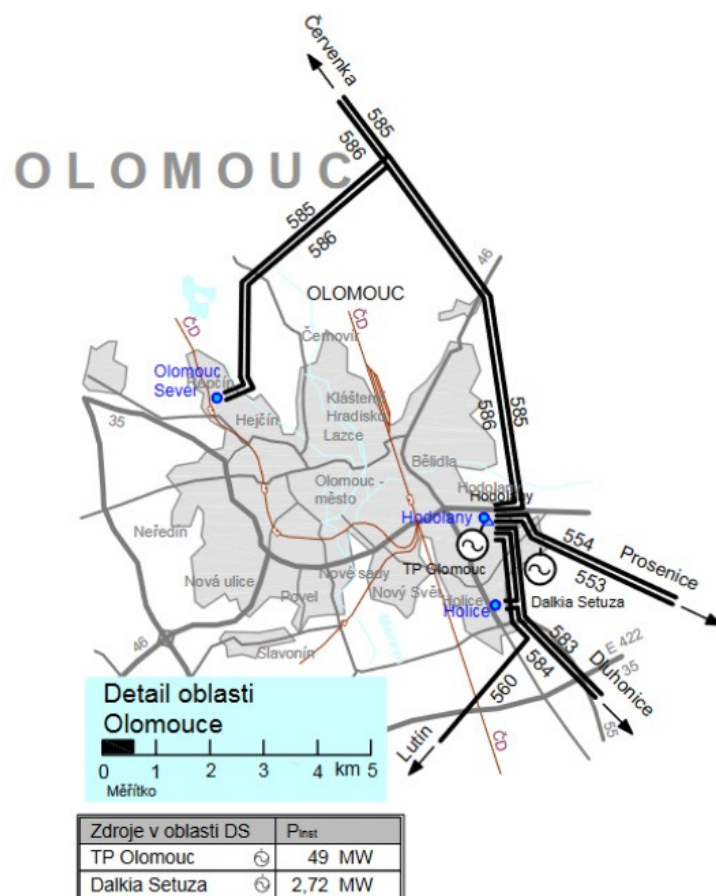 Červenka
585
586
OLOMOUC
585
586
46
OLOMOUC
ČD
ČD
Černovír
Olomouc
Sever
Řepčín
Klášterní
Hradisko
Hejčín
Lazce
35
586
585
Bělidla
Olomouc -
město
Hodolany
Hodolany
Hodolany
Neředín
554
Prosenice
TP Olomouc
553
Nové sady
Nová ulice
Nový Svět
Holice
Dalkia Setuza
Povel
Holice
Morava
46
Slavonín
583
E 422
584
35
560
Dluhonice
55
Lutín
ČD
Detail oblasti
Olomouce
0 1 2 3 4 km 5
Měřítko
Zdroje v oblasti DS Pinst
TP Olomouc 49 MW
Dalkia Setuza 2,72 MW